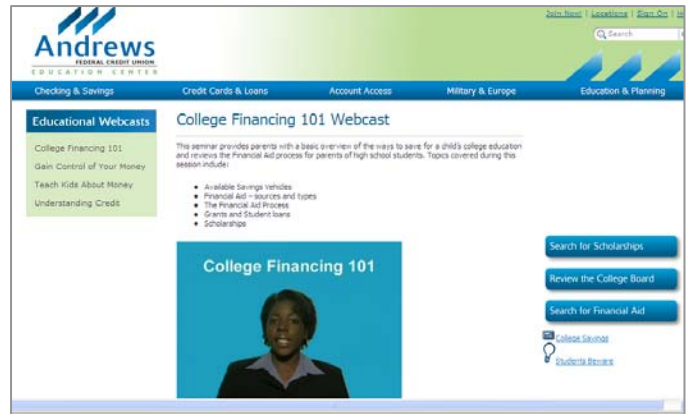 Join Now! | Locations | Sign On |
Search
Andrews
FEDERAL CREDIT UNION
EDUCATION CENTER
Checking & Savings
Credit Cards & Loans
Account Access
Military & Europe
Education & Planning
Educational Webcasts
College Financing 101
Gain Control of Your Money
Teach Kids About Money
Understanding Credit
College Financing 101 Webcast
This seminar provides parents with a basic overview of the ways to save for a child's college education
and reviews the Financial Aid process for parents of high school students. Topics covered during this
session include:
Available Savings Vehicles
Financial Aid – sources and types
The Financial Aid Process
Grants and Student loans
Scholarships
College Financing 101
Search for Scholarships
Review the College Board
Search for Financial Aid
College Savings
Students Beware